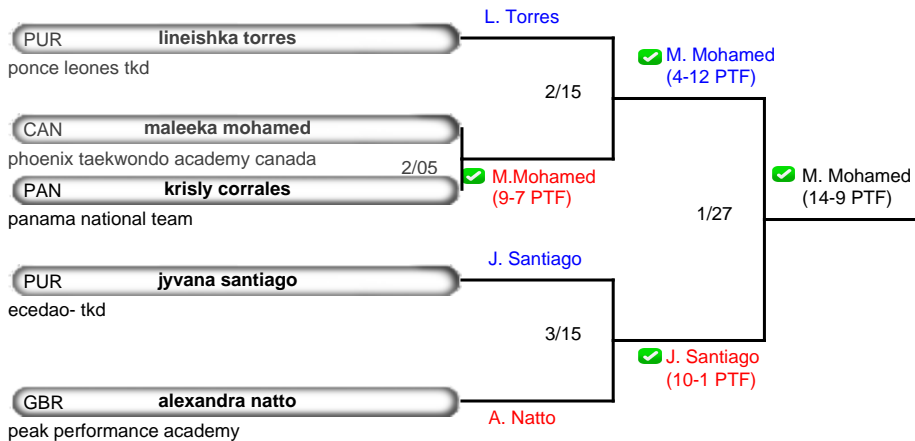 L. Torres
PUR lineishka torres
ponce leones tkd
M. Mohamed
(4-12 PTF)
2/15
CAN maleeka mohamed
phoenix taekwondo academy canada
2/05
PAN krisly corrales
panama national team
M.Mohamed
(9-7 PTF)
M. Mohamed
(14-9 PTF)
1/27
J. Santiago
PUR jyvana santiago
ecedao- tkd
3/15
J. Santiago
(10-1 PTF)
GBR alexandra natto
peak performance academy
A. Natto